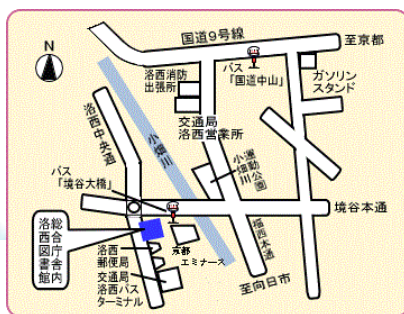 国道9号線
至京都
N
バス
「国道中山」
洛西消防
出張所
ガソリン
スタンド
洛西中央通
交通局
洛西営業所
小畑川
小畑川
運動公園
バス
「境谷大橋」
境谷本通
福西本通
洛西
図書館
総合庁舎内
洛西
郵便局
京都
エミナース
交通局
洛西バス
ターミナル
至向日市